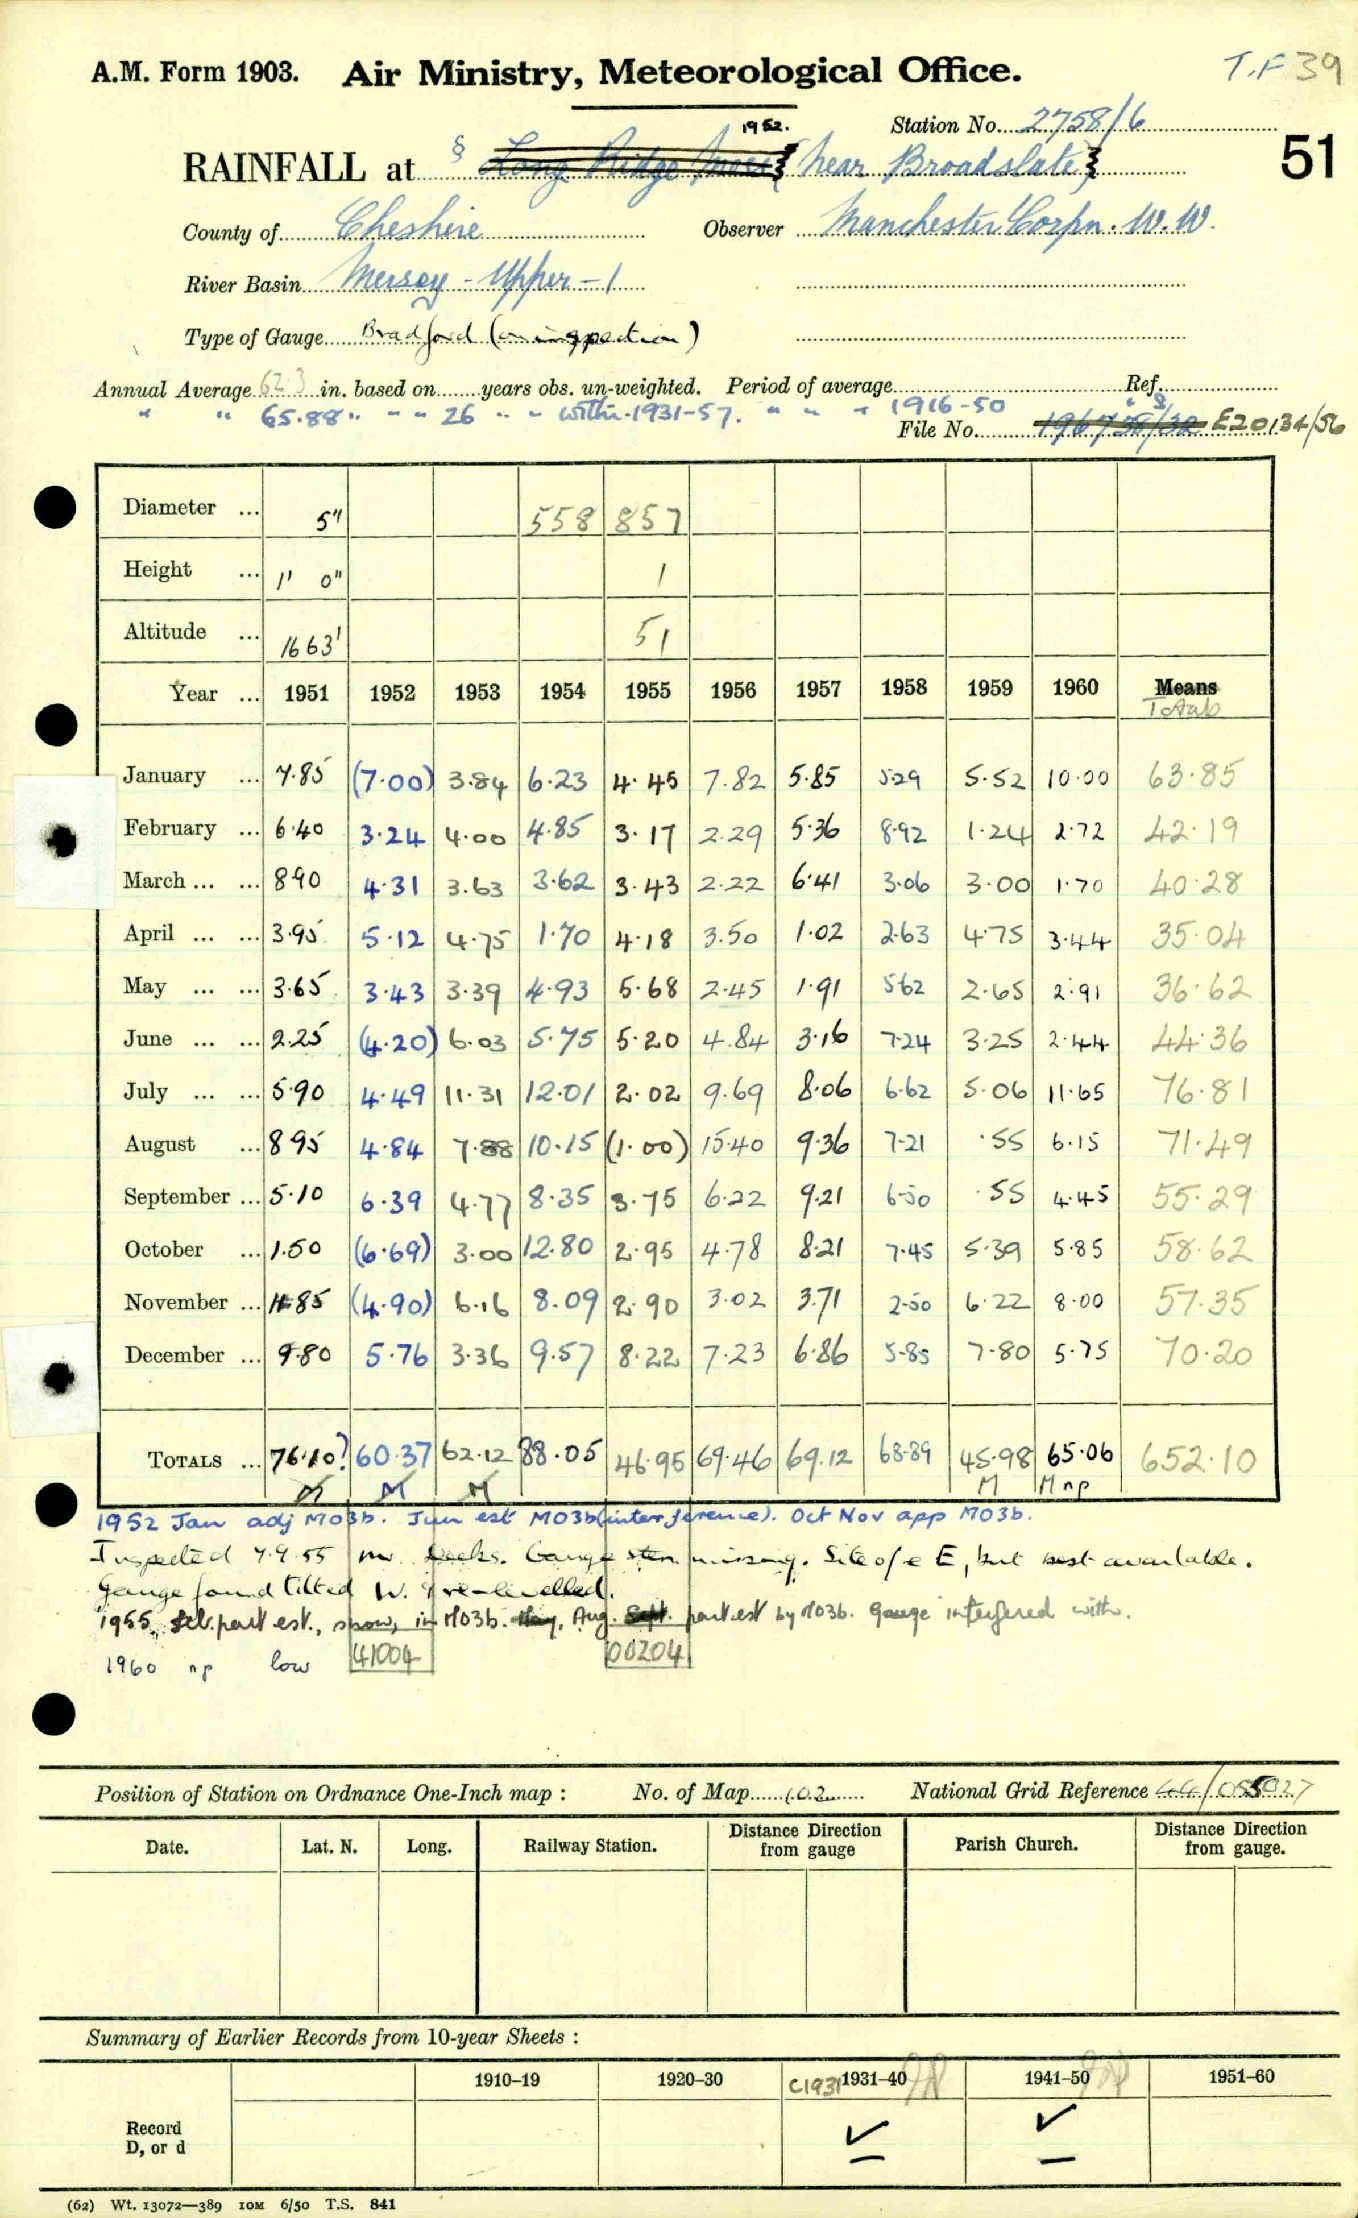 A.M. Form 1903. Air Ministry, Meteorological Office. T.F 39
Station No. 2758/6
1952.
51
RAINFALL at § Long Ridge Moss { near Broadslate }
County of Cheshire Observer Manchester Corpn. W.W.
River Basin Mersey - Upper - 1
Type of Gauge Bradford (on inspection)
Annual Average 62.3 in. based on years obs. un-weighted. Period of average Ref.
" " 65.88 " " " 26 " " within 1931-57. " " " 1916-50 " S
File No. 196758/32 E20134/56
Diameter ... 5" 558 857
Height ... 1' 0" 1
Altitude ... 1663' 51
Year ... 1951 1952 1953 1954 1955 1956 1957 1958 1959 1960 Means
Totals
January ... 7.85 (7.00) 3.84 6.23 4.45 7.82 5.85 5.29 5.52 10.00 63.85
February ... 6.40 3.24 4.00 4.85 3.17 2.29 5.36 8.92 1.24 2.72 42.19
March ... ... 8.90 4.31 3.63 3.62 3.43 2.22 6.41 3.06 3.00 1.70 40.28
April ... ... 3.95 5.12 4.75 1.70 4.18 3.50 1.02 2.63 4.75 3.44 35.04
May ... ... 3.65 3.43 3.39 4.93 5.68 2.45 1.91 5.62 2.65 2.91 36.62
June ... ... 2.25 (4.20) 6.03 5.75 5.20 4.84 3.16 7.24 3.25 2.44 44.36
July ... ... 5.90 4.49 11.31 12.01 2.02 9.69 8.06 6.62 5.06 11.65 76.81
August ... 8.95 4.84 7.88 10.15 (1.00) 15.40 9.36 7.21 .55 6.15 71.49
September ... 5.10 6.39 4.77 8.35 3.75 6.22 9.21 6.50 .55 4.45 55.29
October ... 1.50 (6.69) 3.00 12.80 2.95 4.78 8.21 7.45 5.39 5.85 58.62
November ... 11.85 (4.90) 6.16 8.09 2.90 3.02 3.71 2.50 6.22 8.00 57.35
December ... 9.80 5.76 3.36 9.57 8.22 7.23 6.86 5.85 7.80 5.75 70.20
TOTALS ... 76.10? 60.37 62.12 88.05 46.95 69.46 69.12 68.89 45.98 65.06 652.10
M M M M M np
1952 Jan adj MO3b. Jun est MO3b (interference). Oct Nov app MO3b.
Inspected 7.9.55 Mr. Deeks. Gauge missing. Site o/e E, but best available.
Gauge found tilted W. & re-levelled.
1955, Feb. part est., snow, in MO3b. May, Aug. Sept. part est by MO3b. Gauge interfered with.
1960 np low 41004 00204
Position of Station on Ordnance One-Inch map : No. of Map 102 National Grid Reference 44/055027
Date. Lat. N. Long. Railway Station. Distance Direction from gauge Parish Church. Distance Direction from gauge.
Summary of Earlier Records from 10-year Sheets :
1910–19 1920–30 C1931 1931–40 1941–50 1951–60
Record
D, or d ✓ ✓
(62) Wt. 13072—389 10M 6/50 T.S. 841